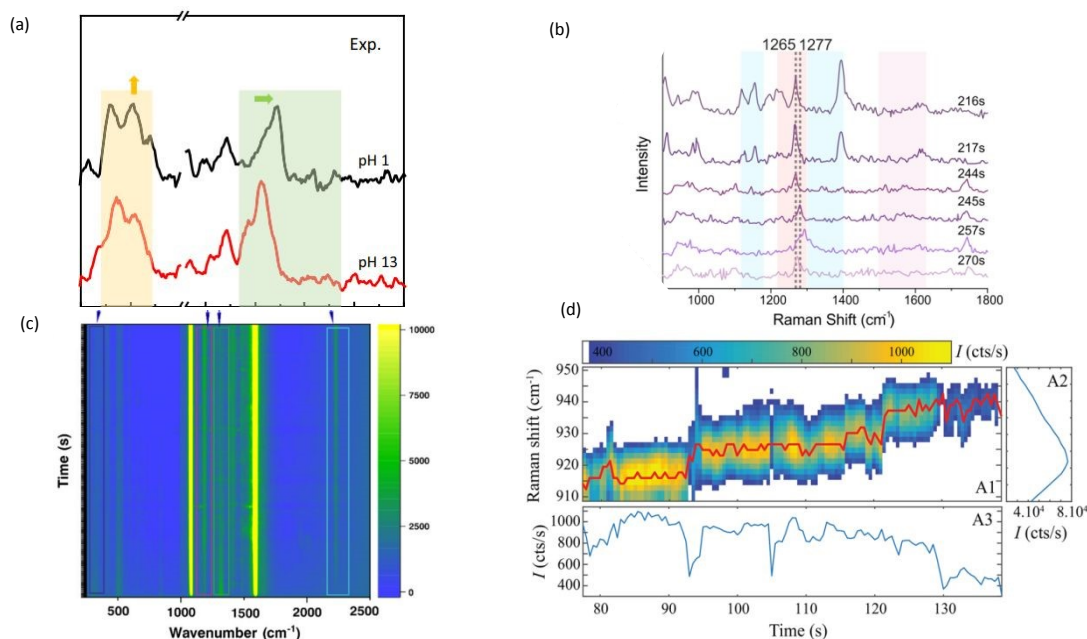 (a)
Exp.
pH 1
pH 13
(b)
1265 1277
216s
217s
244s
245s
257s
270s
Intensity
1000 1200 1400 1600 1800
Raman Shift (cm⁻¹)
(c)
10000
7500
5000
2500
0
Time (s)
500 1000 1500 2000 2500
Wavenumber (cm⁻¹)
(d)
400 600 800 1000 I (cts/s)
950
940
930
920
910
Raman shift (cm⁻¹)
A1
A2
4.10⁴ 8.10⁴
I (cts/s)
A3
1000
800
600
400
I (cts/s)
80 90 100 110 120 130
Time (s)